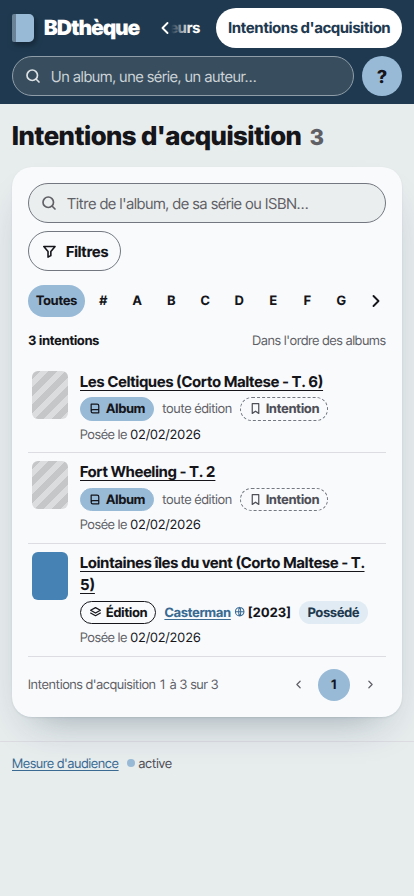 BDthèque
Intentions d'acquisition
Un album, une série, un auteur...
?
Intentions d'acquisition 3
Titre de l'album, de sa série ou ISBN...
Filtres
Toutes # A B C D E F G
3 intentions Dans l'ordre des albums
Les Celtiques (Corto Maltese - T. 6)
Album toute édition Intention
Posée le 02/02/2026
Fort Wheeling - T. 2
Album toute édition Intention
Posée le 02/02/2026
Lointaines îles du vent (Corto Maltese - T.
5)
Édition Casterman [2023] Possédé
Posée le 02/02/2026
Intentions d'acquisition 1 à 3 sur 3 1
Mesure d'audience active